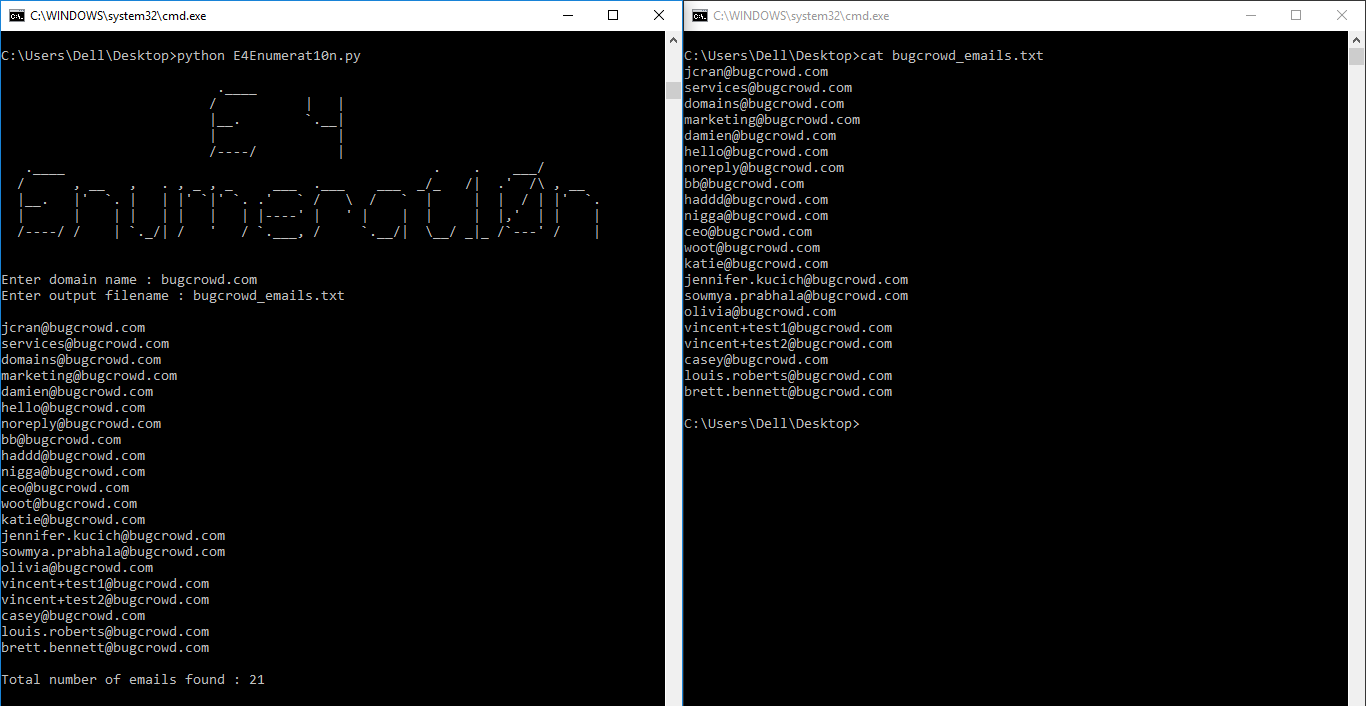 C:\WINDOWS\system32\cmd.exe
C:\Users\Dell\Desktop>python E4Enumerat10n.py
E4
Enumerat10n
Enter domain name : bugcrowd.com
Enter output filename : bugcrowd_emails.txt
jcran@bugcrowd.com
services@bugcrowd.com
domains@bugcrowd.com
marketing@bugcrowd.com
damien@bugcrowd.com
hello@bugcrowd.com
noreply@bugcrowd.com
bb@bugcrowd.com
haddd@bugcrowd.com
nigga@bugcrowd.com
ceo@bugcrowd.com
woot@bugcrowd.com
katie@bugcrowd.com
jennifer.kucich@bugcrowd.com
sowmya.prabhala@bugcrowd.com
olivia@bugcrowd.com
vincent+test1@bugcrowd.com
vincent+test2@bugcrowd.com
casey@bugcrowd.com
louis.roberts@bugcrowd.com
brett.bennett@bugcrowd.com
Total number of emails found : 21
C:\WINDOWS\system32\cmd.exe
C:\Users\Dell\Desktop>cat bugcrowd_emails.txt
jcran@bugcrowd.com
services@bugcrowd.com
domains@bugcrowd.com
marketing@bugcrowd.com
damien@bugcrowd.com
hello@bugcrowd.com
noreply@bugcrowd.com
bb@bugcrowd.com
haddd@bugcrowd.com
nigga@bugcrowd.com
ceo@bugcrowd.com
woot@bugcrowd.com
katie@bugcrowd.com
jennifer.kucich@bugcrowd.com
sowmya.prabhala@bugcrowd.com
olivia@bugcrowd.com
vincent+test1@bugcrowd.com
vincent+test2@bugcrowd.com
casey@bugcrowd.com
louis.roberts@bugcrowd.com
brett.bennett@bugcrowd.com
C:\Users\Dell\Desktop>